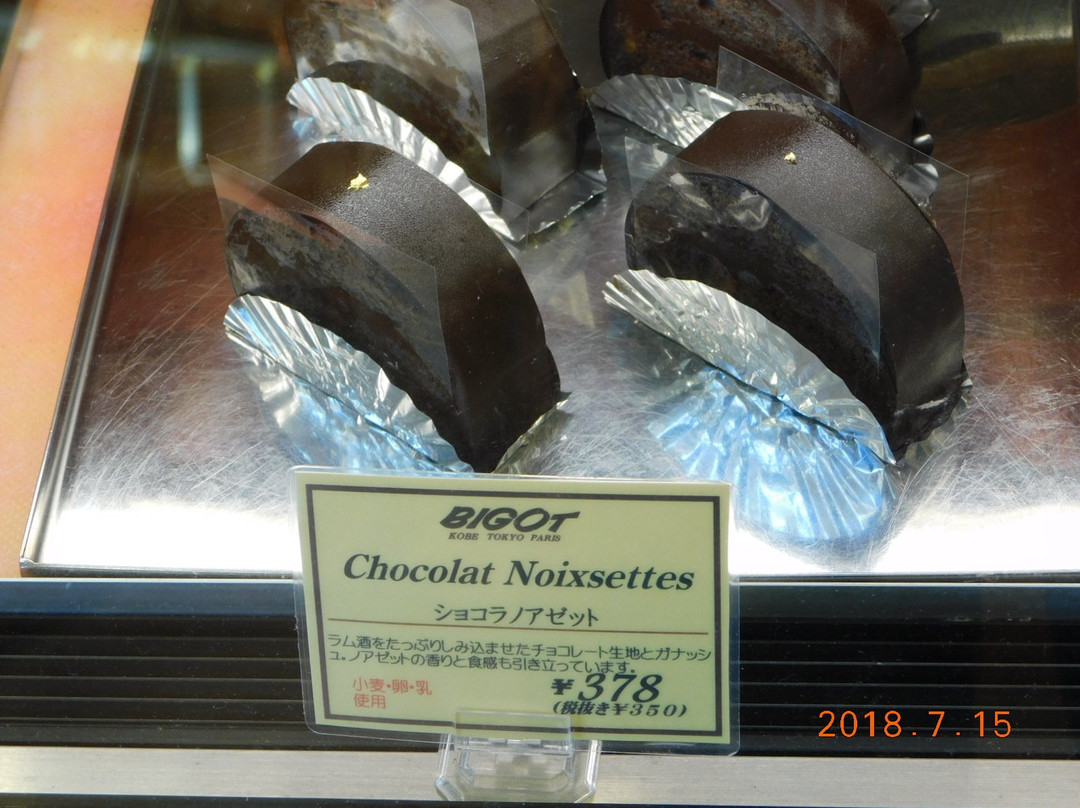 BIGOT
KOBE TOKYO PARIS
Chocolat Noixsettes
ショコラノアゼット
ラム酒をたっぷりしみ込ませたチョコレート生地とガナッシ
ュ。ノアゼットの香りと食感も引き立っています。
小麦・卵・乳
使用
¥378
(税抜き¥350)
2018.7.15